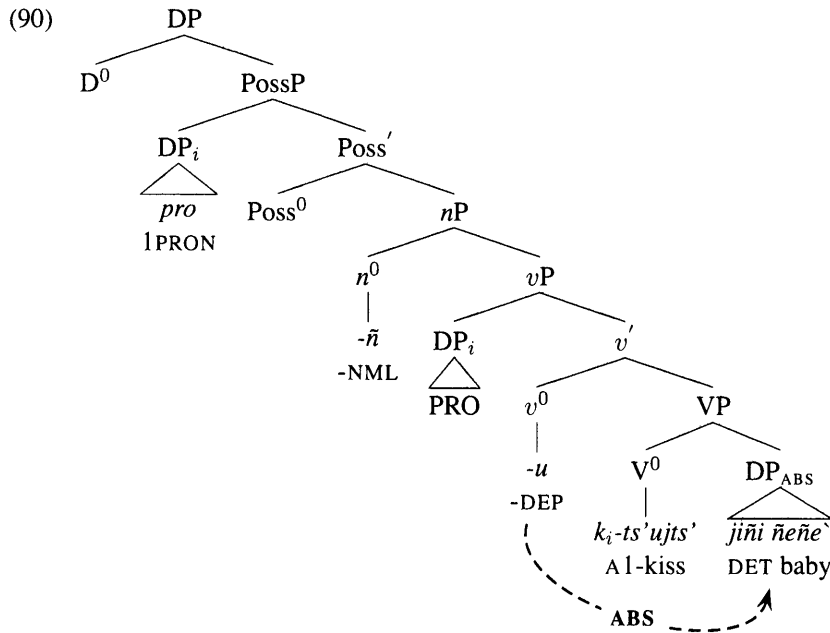 (90) DP
D⁰ PossP
DPᵢ Poss′
pro Poss⁰ nP
1PRON
n⁰ vP
-ñ DPᵢ v′
-NML
PRO v⁰ VP
-u V⁰ DP_ABS
-DEP
kᵢ-ts'ujts' jiñi ñeñe`
A1-kiss DET baby
ABS